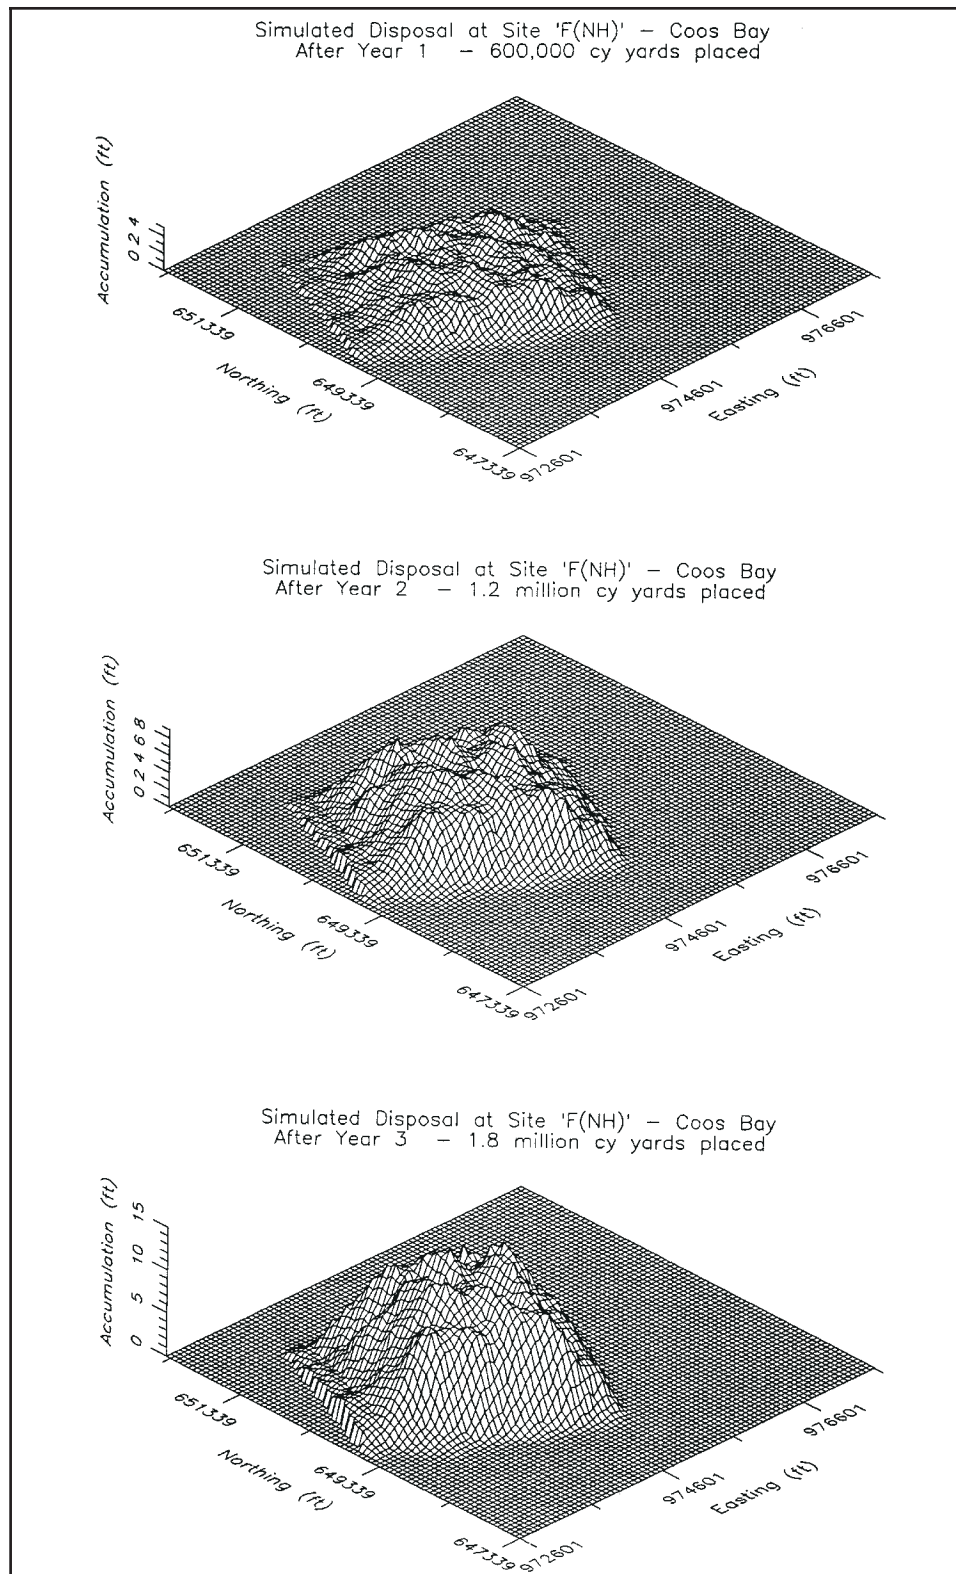 Simulated Disposal at Site 'F(NH)' – Coos Bay
After Year 1 – 600,000 cy yards placed
Accumulation (ft)
0 2 4
651339
Northing (ft)
649339
647339
972601
974601
Easting (ft)
976601
Simulated Disposal at Site 'F(NH)' – Coos Bay
After Year 2 – 1.2 million cy yards placed
Accumulation (ft)
0 2 4 6 8
651339
Northing (ft)
649339
647339
972601
974601
Easting (ft)
976601
Simulated Disposal at Site 'F(NH)' – Coos Bay
After Year 3 – 1.8 million cy yards placed
Accumulation (ft)
0 5 10 15
651339
Northing (ft)
649339
647339
972601
974601
Easting (ft)
976601